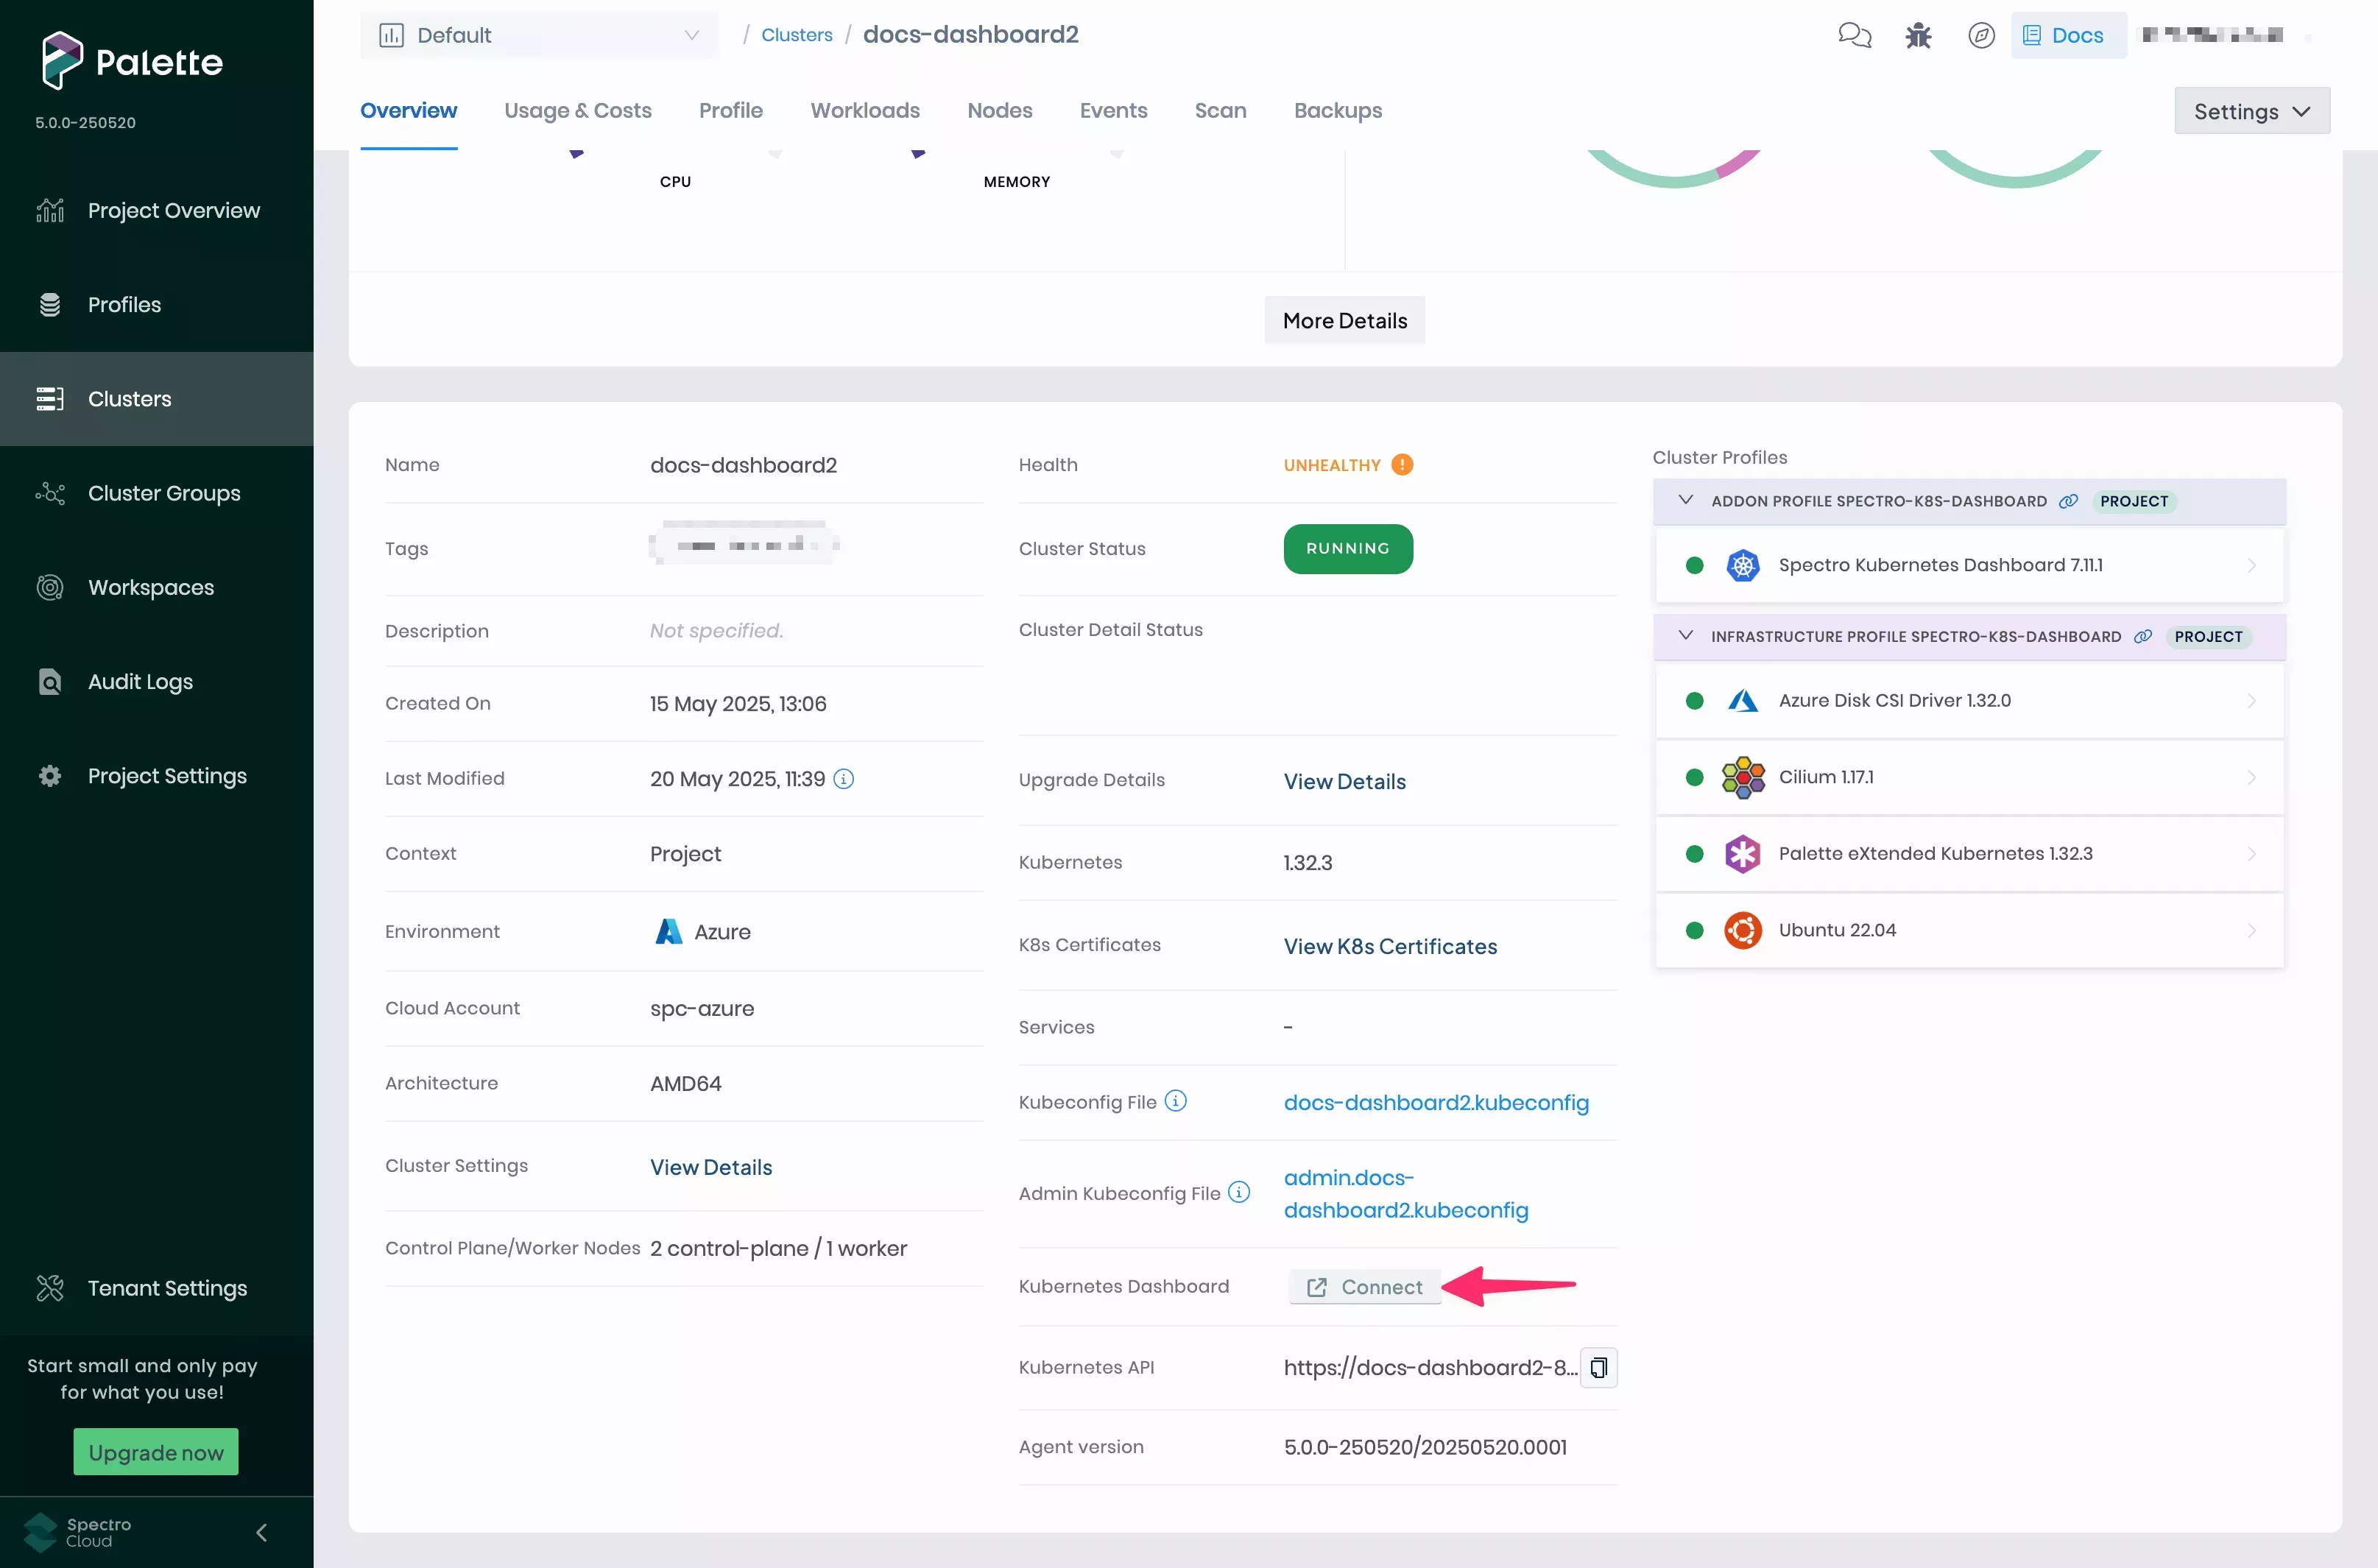 Palette
5.0.0-250520
Project Overview
Profiles
Clusters
Cluster Groups
Workspaces
Audit Logs
Project Settings
Tenant Settings
Start small and only pay
for what you use!
Upgrade now
Spectro
Cloud
Default
/ Clusters / docs-dashboard2
Docs
Overview
Usage & Costs
Profile
Workloads
Nodes
Events
Scan
Backups
Settings
CPU
MEMORY
More Details
Name docs-dashboard2
Tags
Description Not specified.
Created On 15 May 2025, 13:06
Last Modified 20 May 2025, 11:39
Context Project
Environment Azure
Cloud Account spc-azure
Architecture AMD64
Cluster Settings View Details
Control Plane/Worker Nodes 2 control-plane / 1 worker
Health UNHEALTHY
Cluster Status RUNNING
Cluster Detail Status
Upgrade Details View Details
Kubernetes 1.32.3
K8s Certificates View K8s Certificates
Services -
Kubeconfig File docs-dashboard2.kubeconfig
Admin Kubeconfig File admin.docs-
dashboard2.kubeconfig
Kubernetes Dashboard Connect
Kubernetes API https://docs-dashboard2-8...
Agent version 5.0.0-250520/20250520.0001
Cluster Profiles
ADDON PROFILE SPECTRO-K8S-DASHBOARD PROJECT
Spectro Kubernetes Dashboard 7.11.1
INFRASTRUCTURE PROFILE SPECTRO-K8S-DASHBOARD PROJECT
Azure Disk CSI Driver 1.32.0
Cilium 1.17.1
Palette eXtended Kubernetes 1.32.3
Ubuntu 22.04